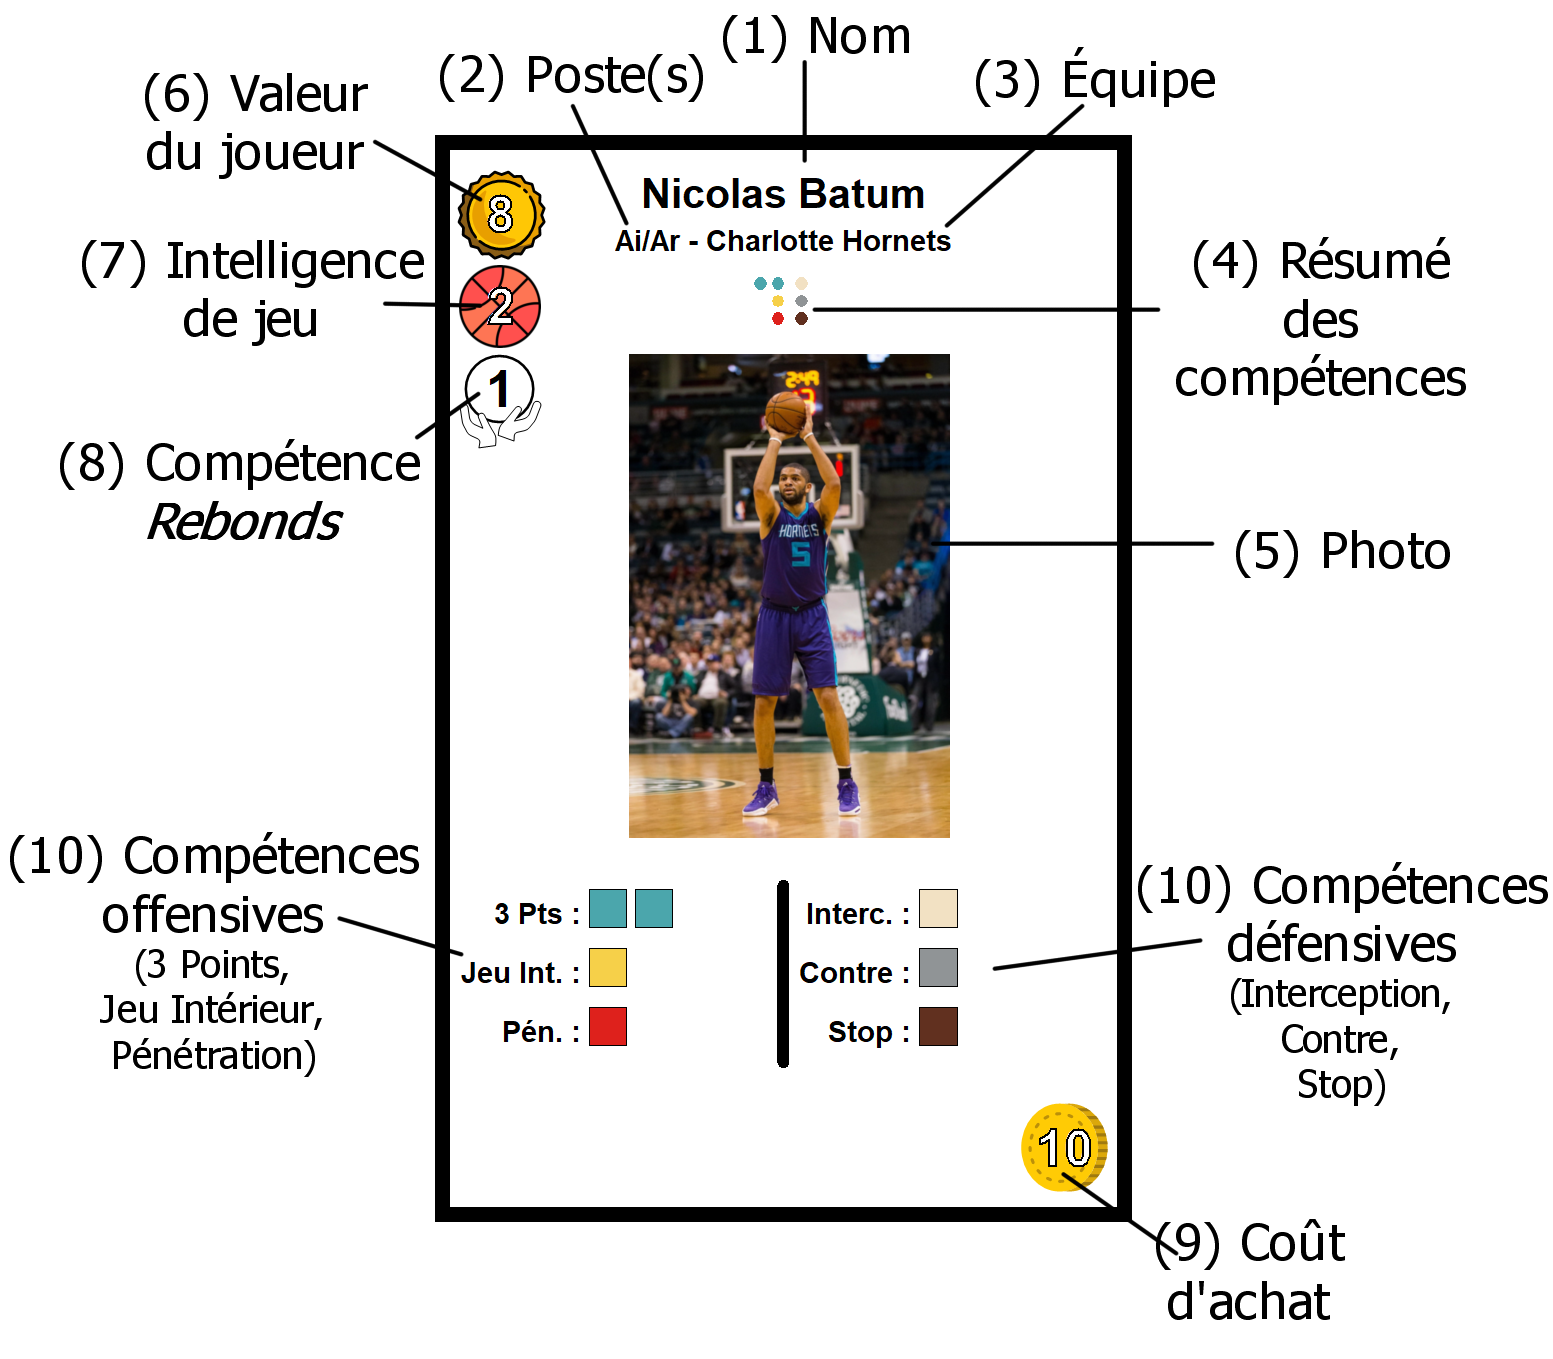 (1) Nom
(2) Poste(s)
(3) Équipe
(6) Valeur
du joueur
8
Nicolas Batum
Ai/Ar - Charlotte Hornets
(7) Intelligence
de jeu
2
(4) Résumé
des
compétences
1
(8) Compétence
Rebonds
HORNETS
5
(5) Photo
(10) Compétences
offensives
(3 Points,
Jeu Intérieur,
Pénétration)
3 Pts :
Jeu Int. :
Pén. :
Interc. :
Contre :
Stop :
(10) Compétences
défensives
(Interception,
Contre,
Stop)
10
(9) Coût
d'achat